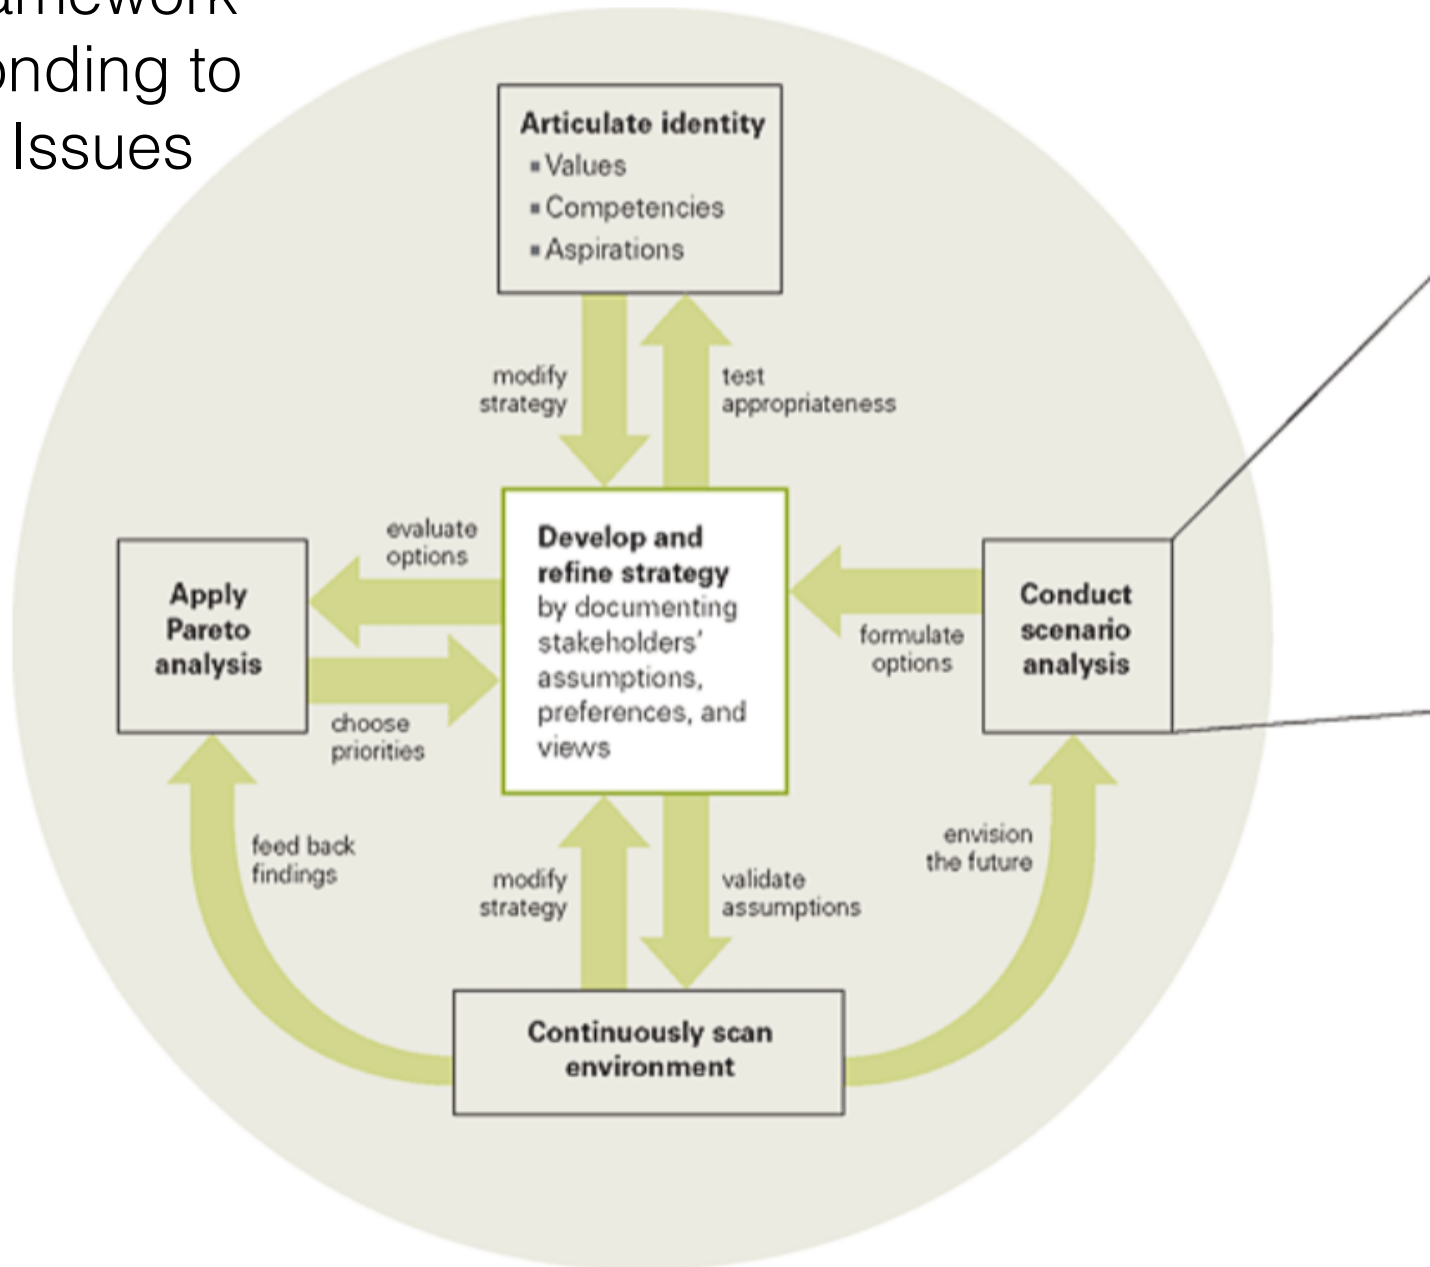 amework
onding to
Issues
Articulate identity
▪ Values
▪ Competencies
▪ Aspirations
modify
strategy
test
appropriateness
evaluate
options
Develop and
refine strategy
by documenting
stakeholders’
assumptions,
preferences, and
views
Apply
Pareto
analysis
Conduct
scenario
analysis
formulate
options
choose
priorities
feed back
findings
modify
strategy
validate
assumptions
envision
the future
Continuously scan
environment